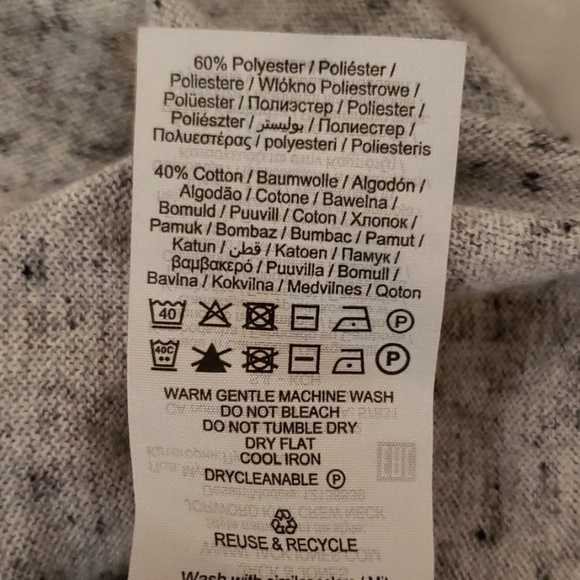 60% Polyester / Poliéster /
Poliestere / Włókno Poliestrowe /
Polüester / Полиэстер / Poliester /
Poliészter / بوليستر / Полиестер /
Πολυεστέρας / polyesteri / Poliesteris
40% Cotton / Baumwolle / Algodón /
Algodão / Cotone / Bawełna /
Bomuld / Puuvill / Coton / Хлопок /
Pamuk / Bombaz / Bumbac / Pamut /
Katun / قطن / Katoen / Памук /
βαμβακερό / Puuvilla / Bomull /
Bavlna / Kokvilna / Medvilnes / Qoton
40 P
40C P
WARM GENTLE MACHINE WASH
DO NOT BLEACH
DO NOT TUMBLE DRY
DRY FLAT
COOL IRON
DRYCLEANABLE P
REUSE & RECYCLE